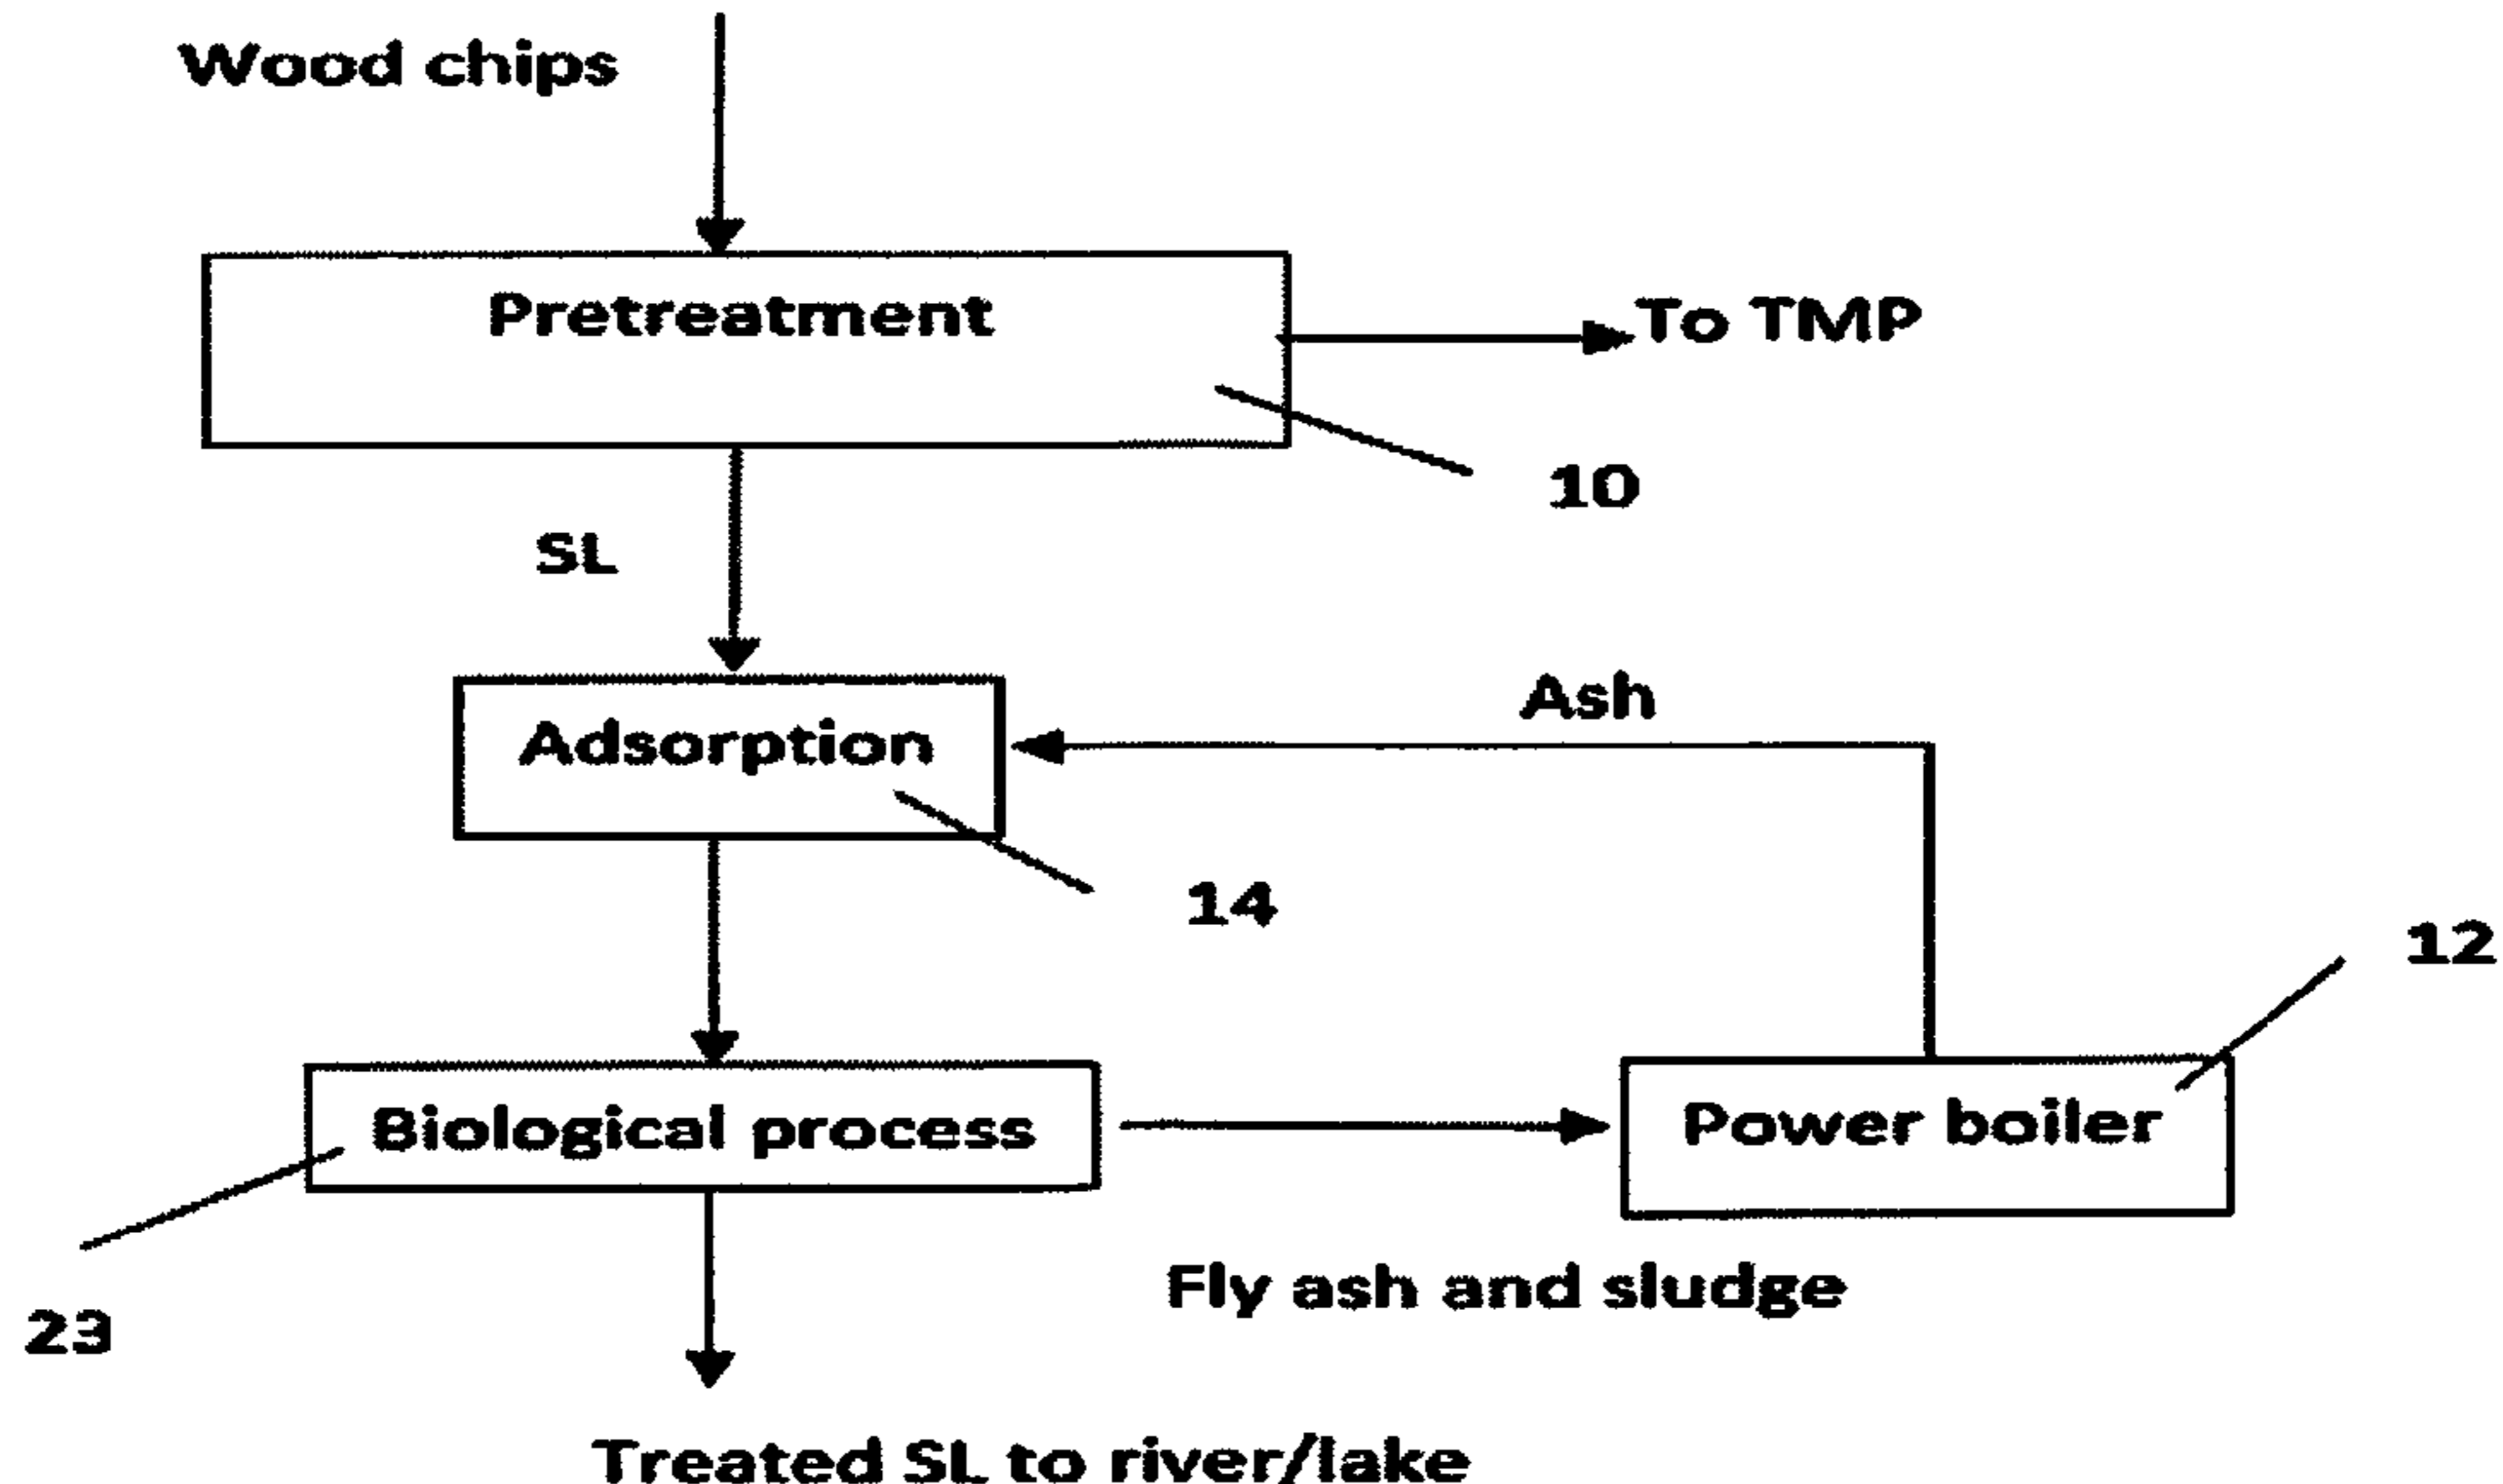 Wood chips
Pretreatment
To TMP
10
SL
Ash
Adsorption
14
12
Biological process
Power boiler
Fly ash and sludge
23
Treated SL to river/lake